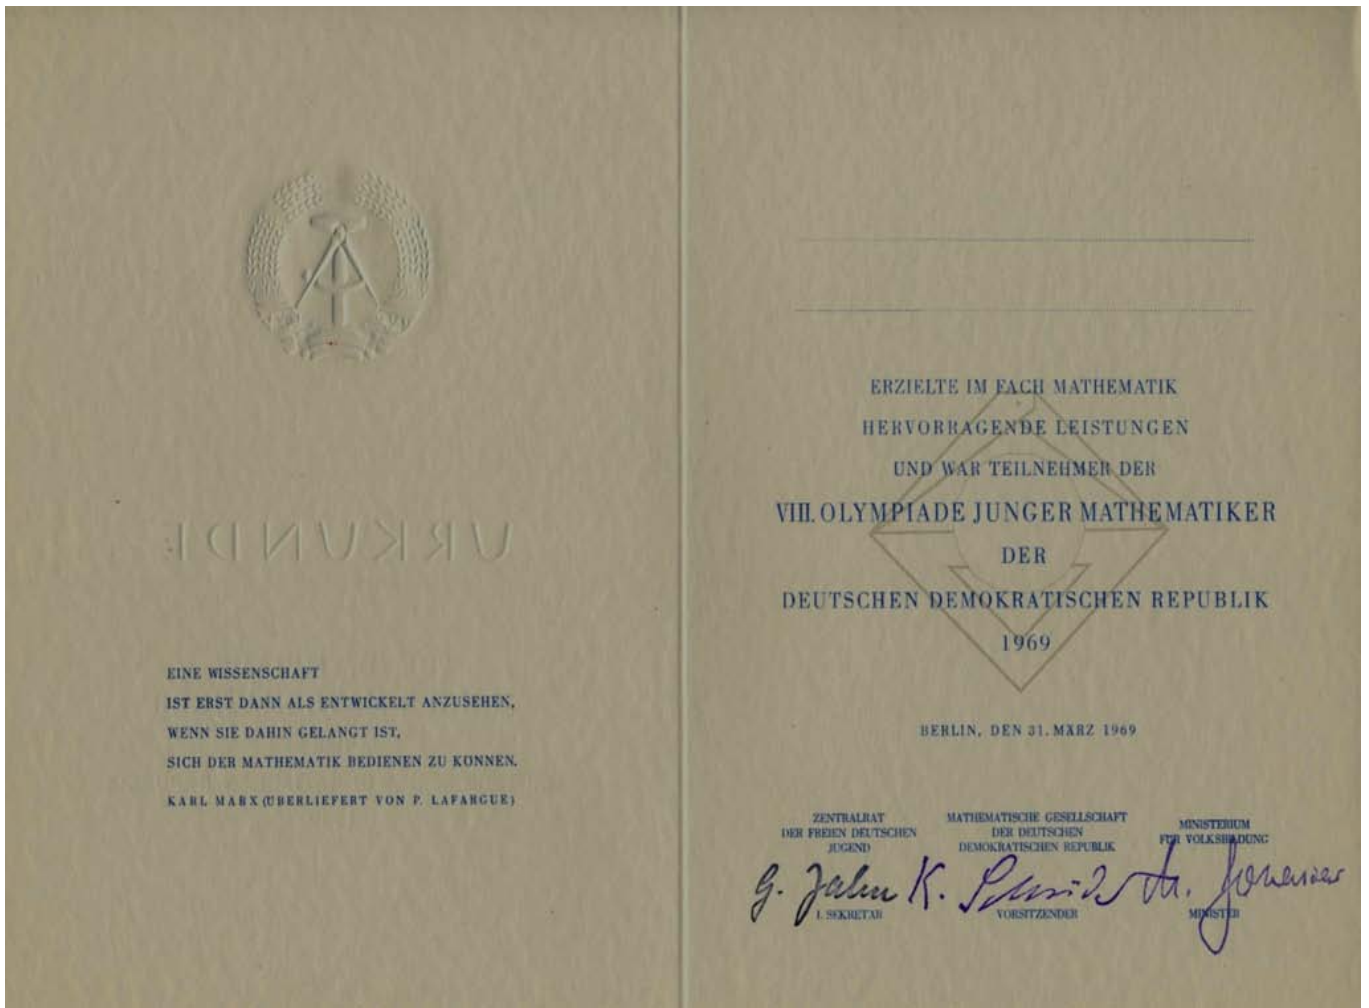 URKUNDE
EINE WISSENSCHAFT
IST ERST DANN ALS ENTWICKELT ANZUSEHEN,
WENN SIE DAHIN GELANGT IST,
SICH DER MATHEMATIK BEDIENEN ZU KÖNNEN.
KARL MARX (ÜBERLIEFERT VON P. LAFARGUE)
ERZIELTE IM FACH MATHEMATIK
HERVORRAGENDE LEISTUNGEN
UND WAR TEILNEHMER DER
VIII. OLYMPIADE JUNGER MATHEMATIKER
DER
DEUTSCHEN DEMOKRATISCHEN REPUBLIK
1969
BERLIN, DEN 31. MÄRZ 1969
ZENTRALRAT
DER FREIEN DEUTSCHEN
JUGEND
G. Jahn
1. SEKRETÄR
MATHEMATISCHE GESELLSCHAFT
DER DEUTSCHEN
DEMOKRATISCHEN REPUBLIK
K.
VORSITZENDER
MINISTERIUM
FÜR VOLKSBILDUNG
MINISTER